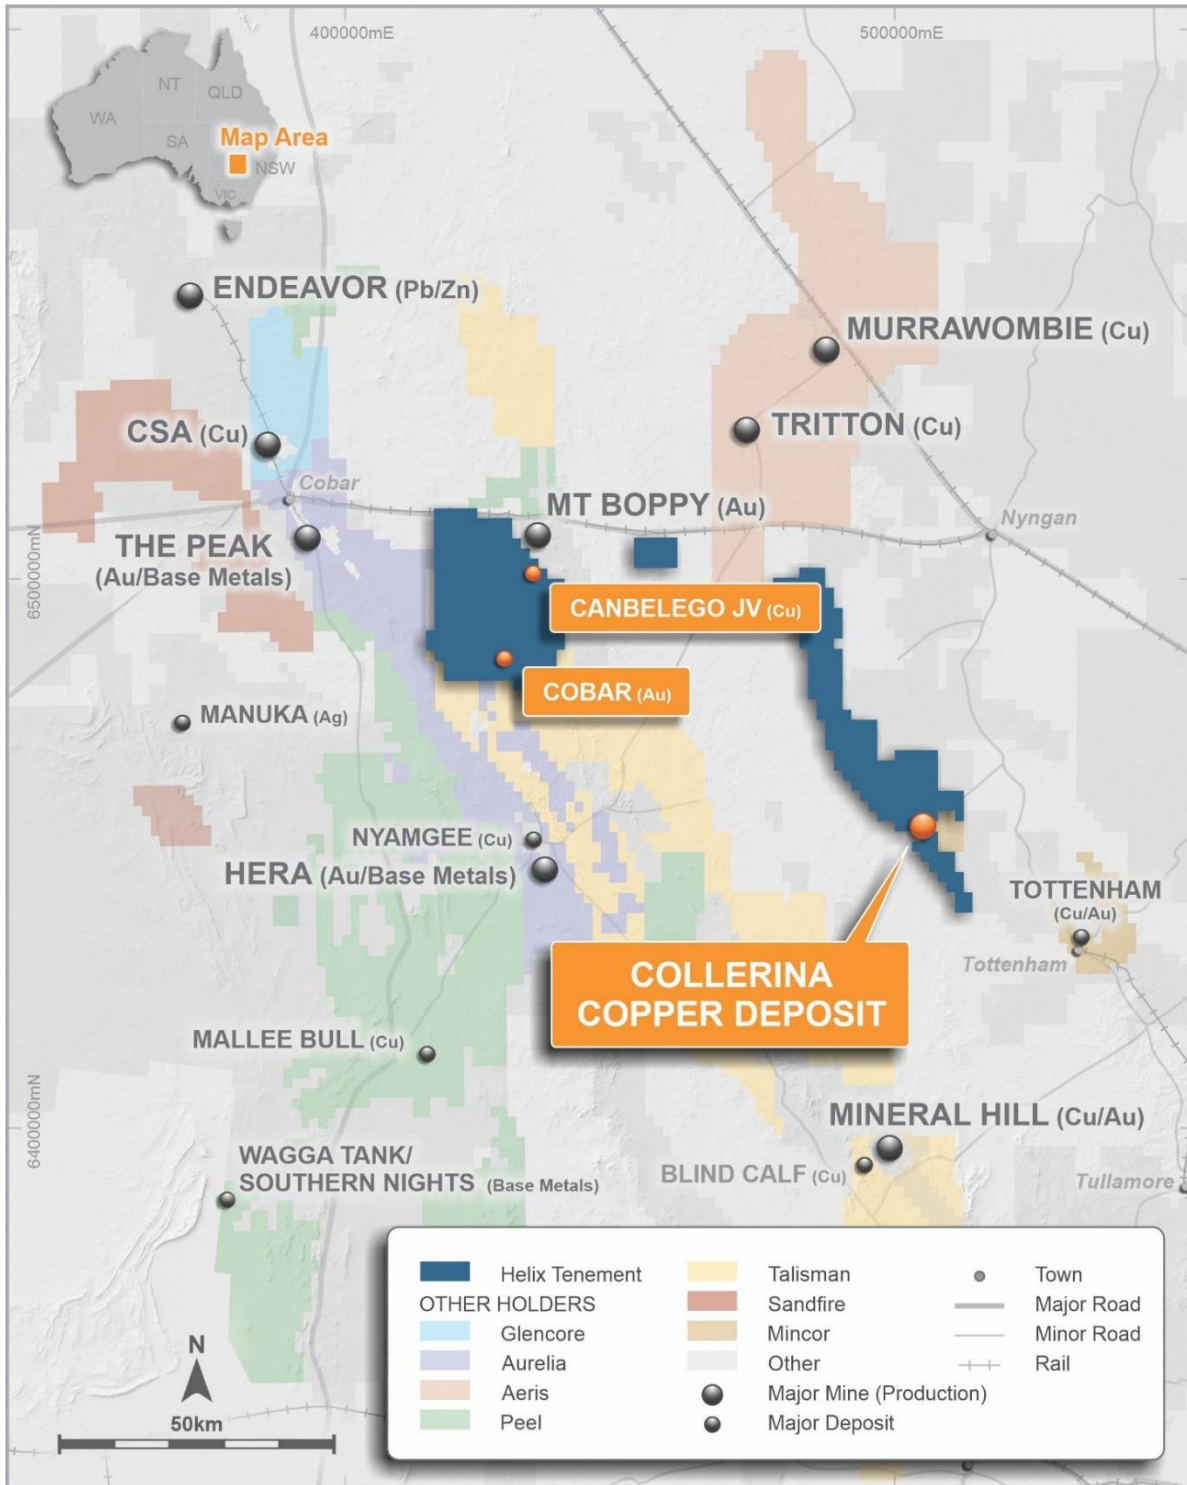 400000mE
500000mE
NT
QLD
WA
SA
Map Area
NSW
VIC
ENDEAVOR (Pb/Zn)
MURRAWOMBIE (Cu)
CSA (Cu)
TRITTON (Cu)
Cobar
MT BOPPY (Au)
Nyngan
THE PEAK
(Au/Base Metals)
6500000mN
CANBELEGO JV (Cu)
COBAR (Au)
MANUKA (Ag)
NYAMGEE (Cu)
HERA (Au/Base Metals)
TOTTENHAM
(Cu/Au)
Tottenham
COLLERINA
COPPER DEPOSIT
MALLEE BULL (Cu)
6400000mN
MINERAL HILL (Cu/Au)
WAGGA TANK/
SOUTHERN NIGHTS (Base Metals)
BLIND CALF (Cu)
Tullamore
N
50km
Helix Tenement
OTHER HOLDERS
Glencore
Aurelia
Aeris
Peel
Talisman
Sandfire
Mincor
Other
Major Mine (Production)
Major Deposit
Town
Major Road
Minor Road
Rail